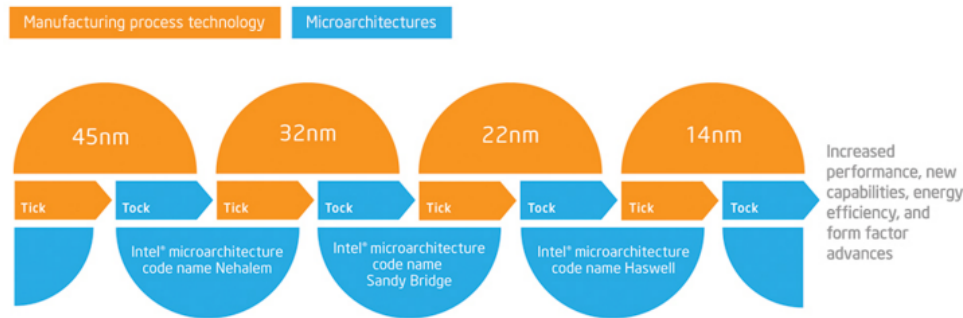 Manufacturing process technology
Microarchitectures
45nm
32nm
22nm
14nm
Tick
Tock
Tick
Tock
Tick
Tock
Tick
Tock
Intel® microarchitecture
code name Nehalem
Intel® microarchitecture
code name
Sandy Bridge
Intel® microarchitecture
code name Haswell
Increased
performance, new
capabilities, energy
efficiency, and
form factor
advances